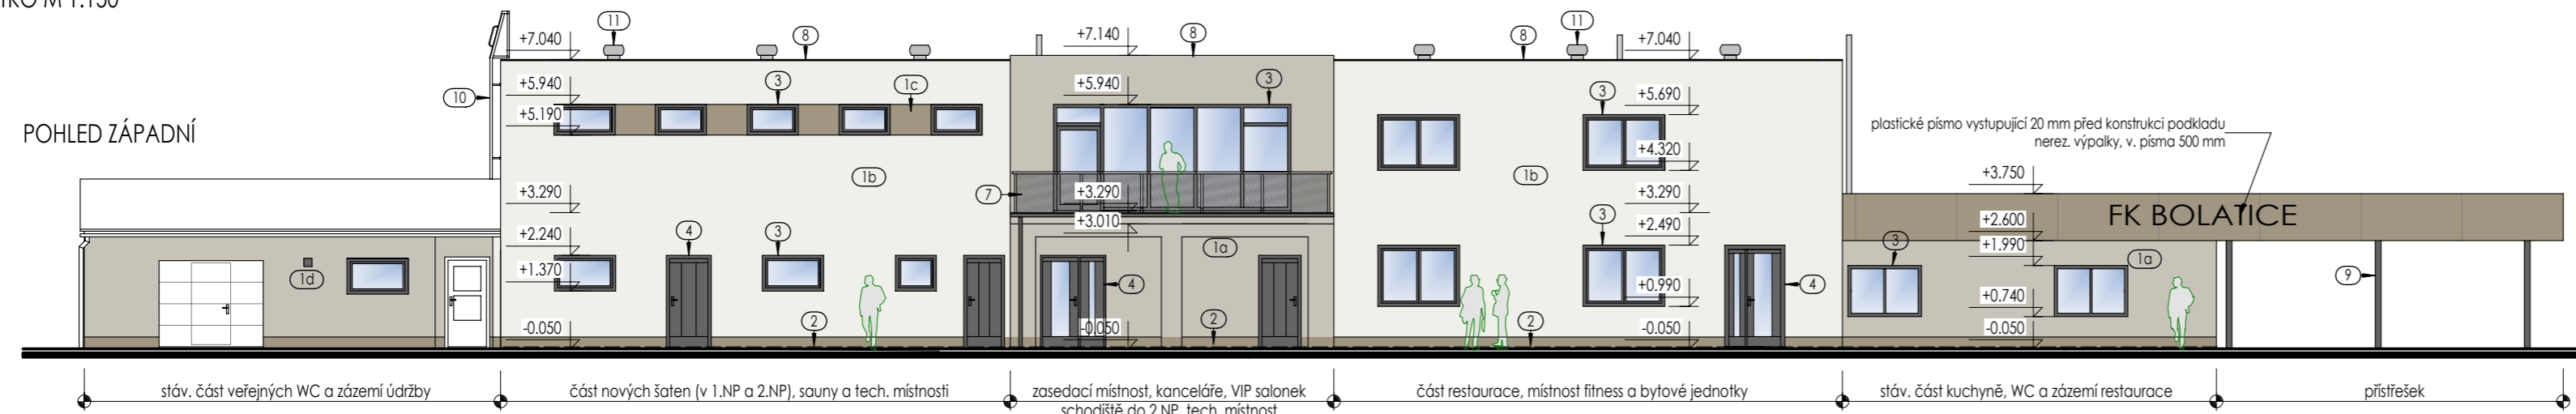 M 1:150
11
8
+7.040
+7.140
8
8
11
+7.040
10
+5.940
3
1c
+5.940
3
3
+5.690
+5.190
POHLED ZÁPADNÍ
plastické písmo vystupující 20 mm před konstrukci podkladu
nerez. výpalky, v. písma 500 mm
+4.320
1b
1b
+3.750
7
+3.290
+3.290
+3.290
+3.010
FK BOLATICE
+2.240
4
3
1a
3
+2.490
+2.600
+1.990
3
1a
1d
+1.370
4
+0.990
4
9
+0.740
-0.050
2
-0.050
2
2
-0.050
-0.050
stáv. část veřejných WC a zázemí údržby
část nových šaten (v 1.NP a 2.NP), sauny a tech. místnosti
zasedací místnost, kanceláře, VIP salonek
schodiště do 2.NP, tech. místnost
část restaurace, místnost fitness a bytové jednotky
stáv. část kuchyně, WC a zázemí restaurace
přístřešek